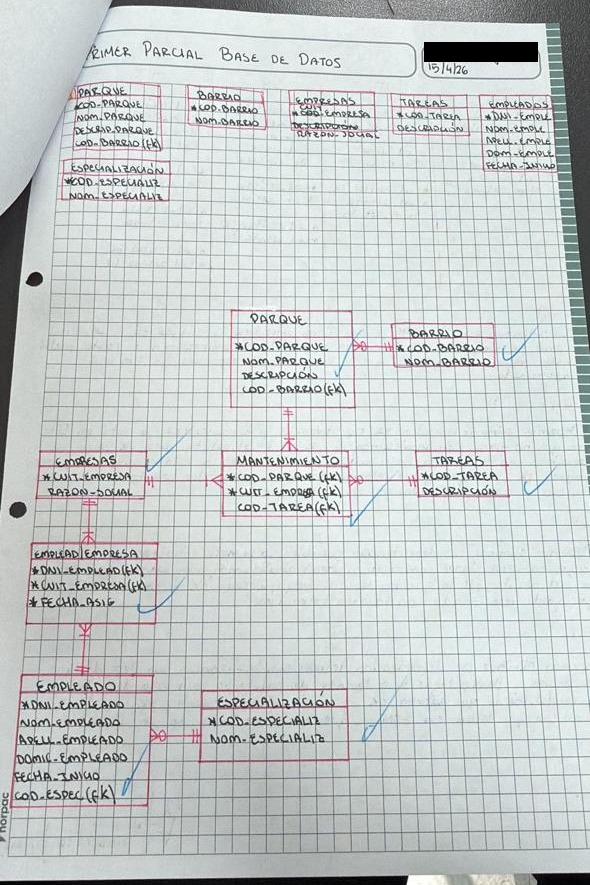 PRIMER PARCIAL BASE DE DATOS
15/4/26
PARQUE
COD-PARQUE
NOM-PARQUE
DESCRIP-PARQUE
COD-BARRIO (FK)
BARRIO
*COD-BARRIO
NOM-BARRIO
EMPRESAS
CUIT
*COD-EMPRESA
DESCRIPCIÓN
RAZON-SOCIAL
TAREAS
*COD-TAREA
DESCRIPCIÓN
EMPLEADOS
*DNI-EMPLE
NOM-EMPLE
APELL-EMPLE
DOM-EMPLE
FECHA-INICIO
ESPECIALIZACIÓN
*COD-ESPECIALIZ
NOM-ESPECIALIZ
PARQUE
*COD-PARQUE
NOM-PARQUE
DESCRIPCIÓN
COD-BARRIO (FK)
BARRIO
*COD-BARRIO
NOM-BARRIO
EMPRESAS
*CUIT-EMPRESA
RAZON-SOCIAL
MANTENIMIENTO
*COD-PARQUE (FK)
*CUIT-EMPRESA (FK)
COD-TAREA (FK)
TAREAS
*COD-TAREA
DESCRIPCIÓN
EMPLEAD/EMPRESA
*DNI-EMPLEAD (FK)
*CUIT-EMPRESA (FK)
*FECHA-ASIG
EMPLEADO
*DNI-EMPLEADO
NOM-EMPLEADO
APELL-EMPLEADO
DOMIC-EMPLEADO
FECHA-INICIO
COD-ESPEC (FK)
ESPECIALIZACIÓN
*COD-ESPECIALIZ
NOM-ESPECIALIZ
norpac